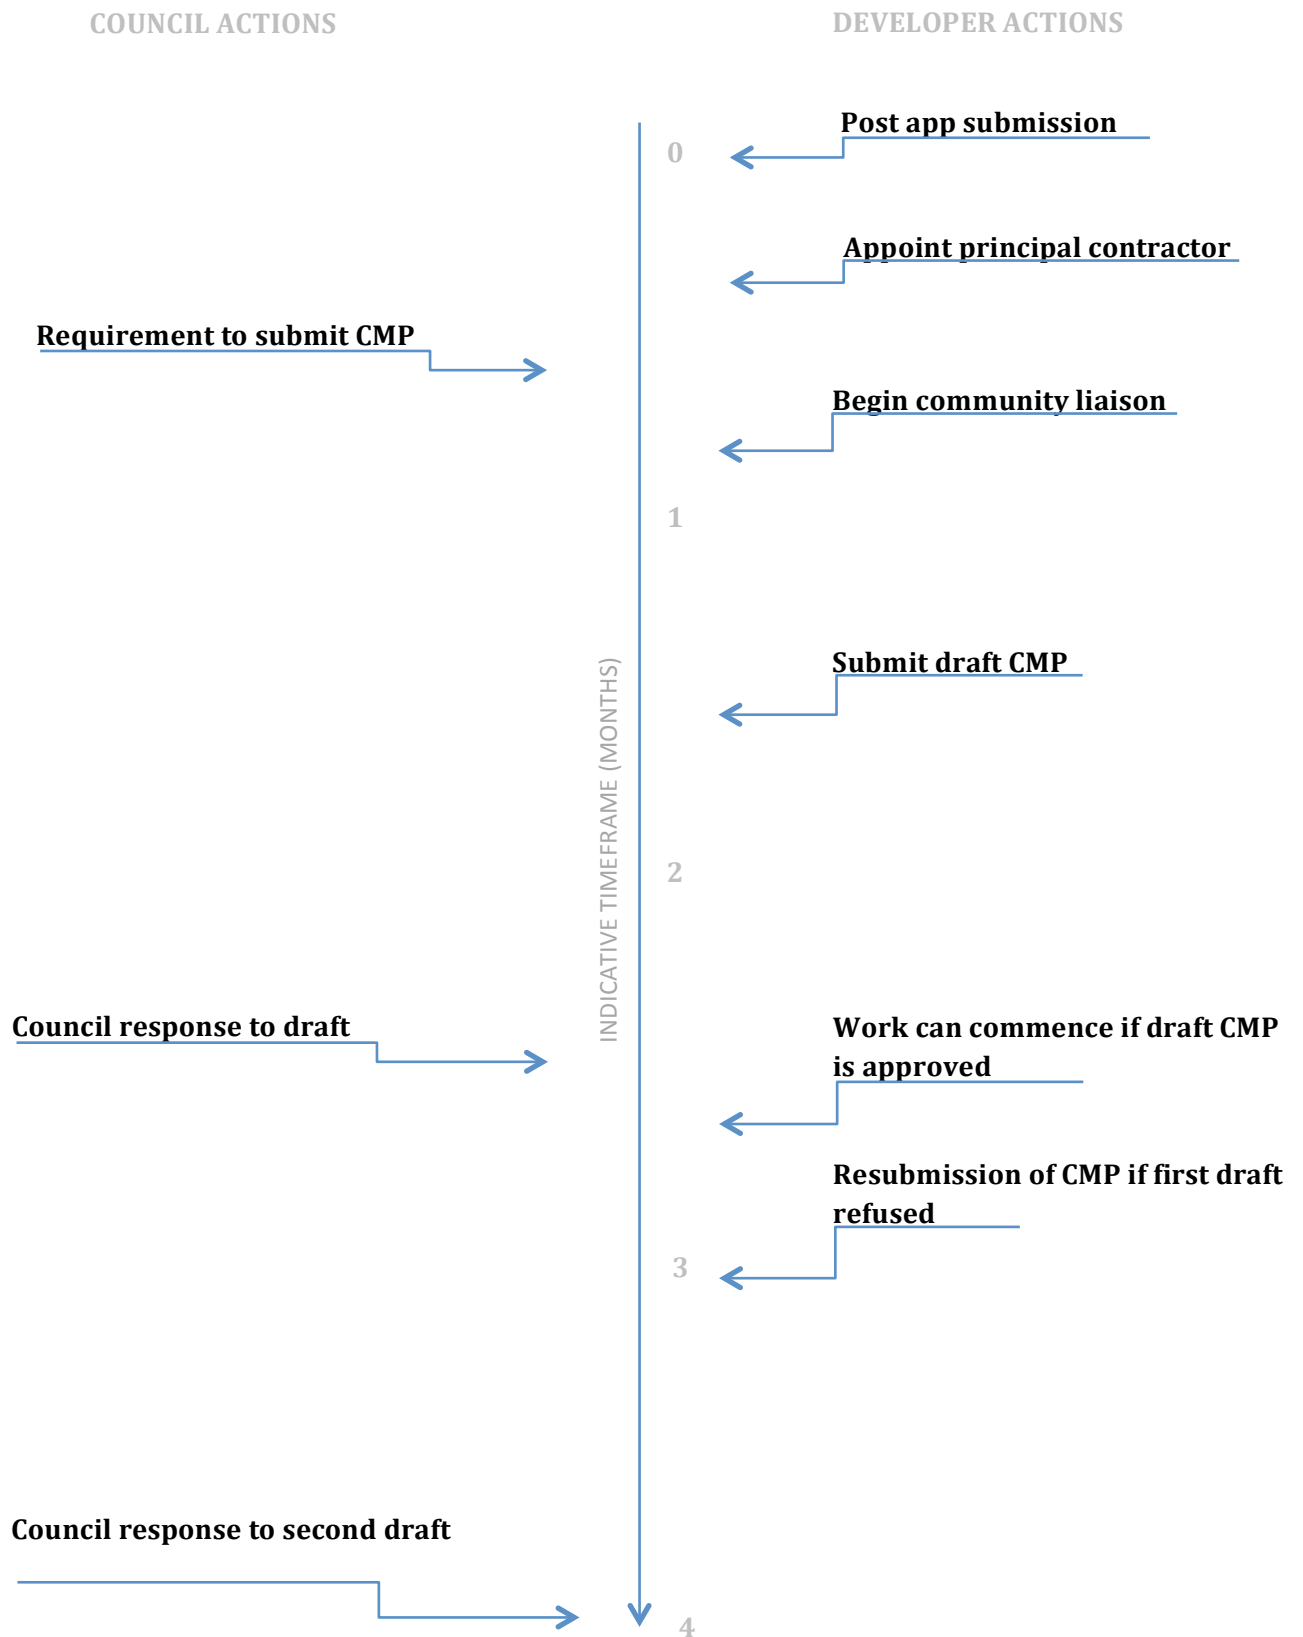 COUNCIL ACTIONS
DEVELOPER ACTIONS
Post app submission
0
Appoint principal contractor
Requirement to submit CMP
Begin community liaison
1
Submit draft CMP
INDICATIVE TIMEFRAME (MONTHS)
2
Council response to draft
Work can commence if draft CMP
is approved
Resubmission of CMP if first draft
refused
3
Council response to second draft
4